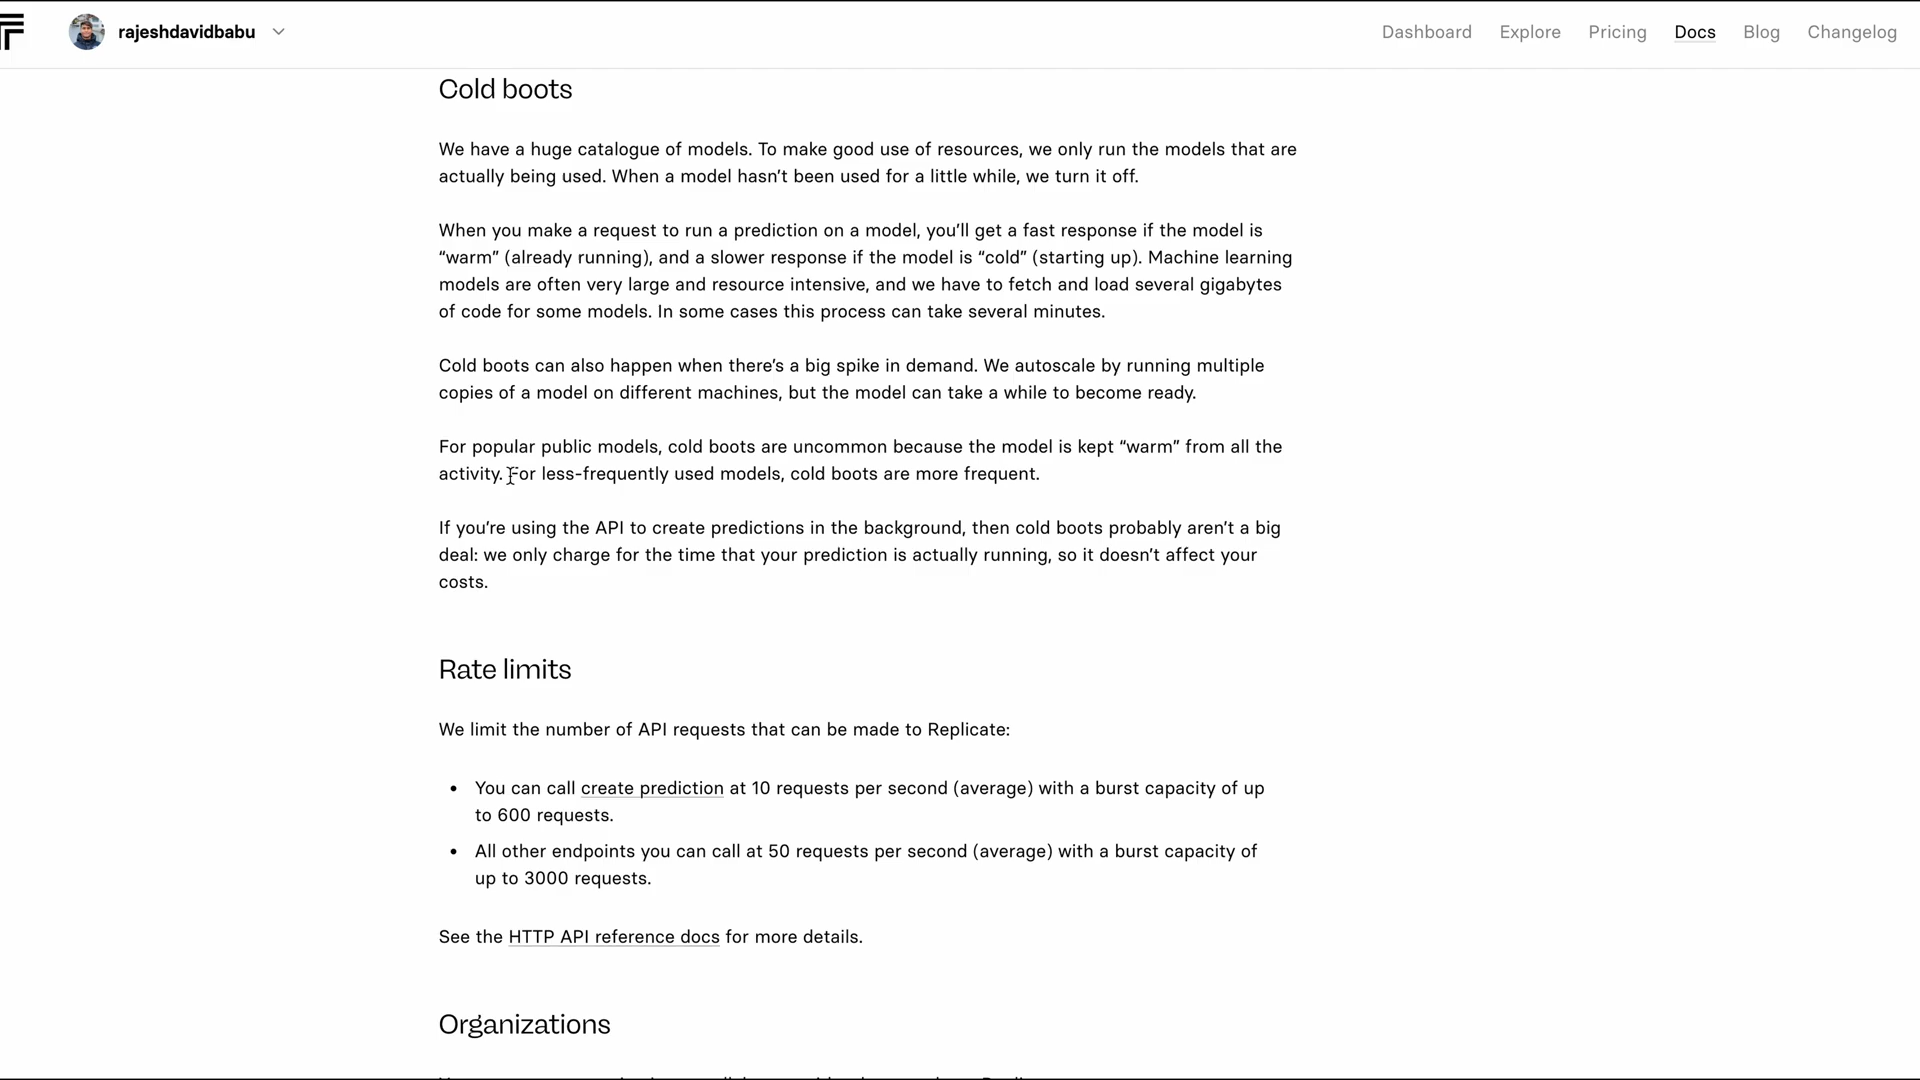 rajeshdavidbabu
Dashboard Explore Pricing Docs Blog Changelog
Cold boots
We have a huge catalogue of models. To make good use of resources, we only run the models that are
actually being used. When a model hasn’t been used for a little while, we turn it off.
When you make a request to run a prediction on a model, you’ll get a fast response if the model is
“warm” (already running), and a slower response if the model is “cold” (starting up). Machine learning
models are often very large and resource intensive, and we have to fetch and load several gigabytes
of code for some models. In some cases this process can take several minutes.
Cold boots can also happen when there’s a big spike in demand. We autoscale by running multiple
copies of a model on different machines, but the model can take a while to become ready.
For popular public models, cold boots are uncommon because the model is kept “warm” from all the
activity. For less-frequently used models, cold boots are more frequent.
If you’re using the API to create predictions in the background, then cold boots probably aren’t a big
deal: we only charge for the time that your prediction is actually running, so it doesn’t affect your
costs.
Rate limits
We limit the number of API requests that can be made to Replicate:
• You can call create prediction at 10 requests per second (average) with a burst capacity of up
to 600 requests.
• All other endpoints you can call at 50 requests per second (average) with a burst capacity of
up to 3000 requests.
See the HTTP API reference docs for more details.
Organizations